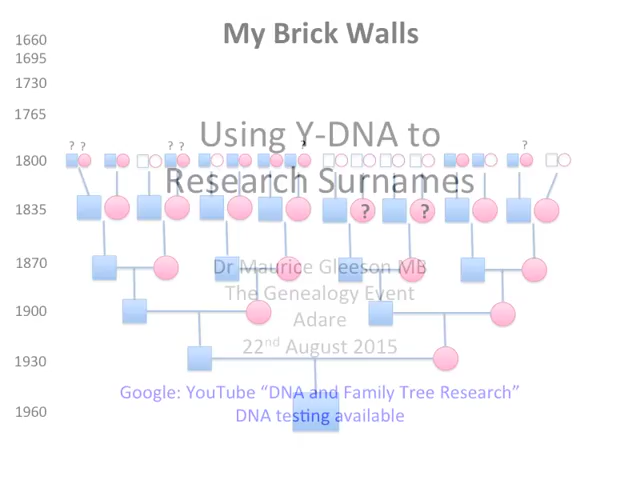 My Brick Walls
1660
1695
1730
1765
Using Y-DNA to
? ? ? ? ? ?
1800
Research Surnames
1835
? ?
1870
Dr Maurice Gleeson MB
The Genealogy Event
1900
Adare
22nd August 2015
1930
Google: YouTube “DNA and Family Tree Research”
1960
DNA testing available